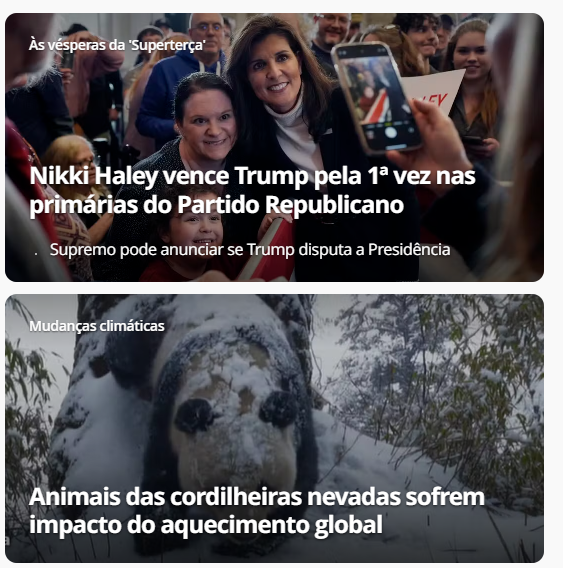 Às vésperas da 'Superterça'
LEY
Nikki Haley vence Trump pela 1ª vez nas
primárias do Partido Republicano
. Supremo pode anunciar se Trump disputa a Presidência
Mudanças climáticas
Animais das cordilheiras nevadas sofrem
impacto do aquecimento global